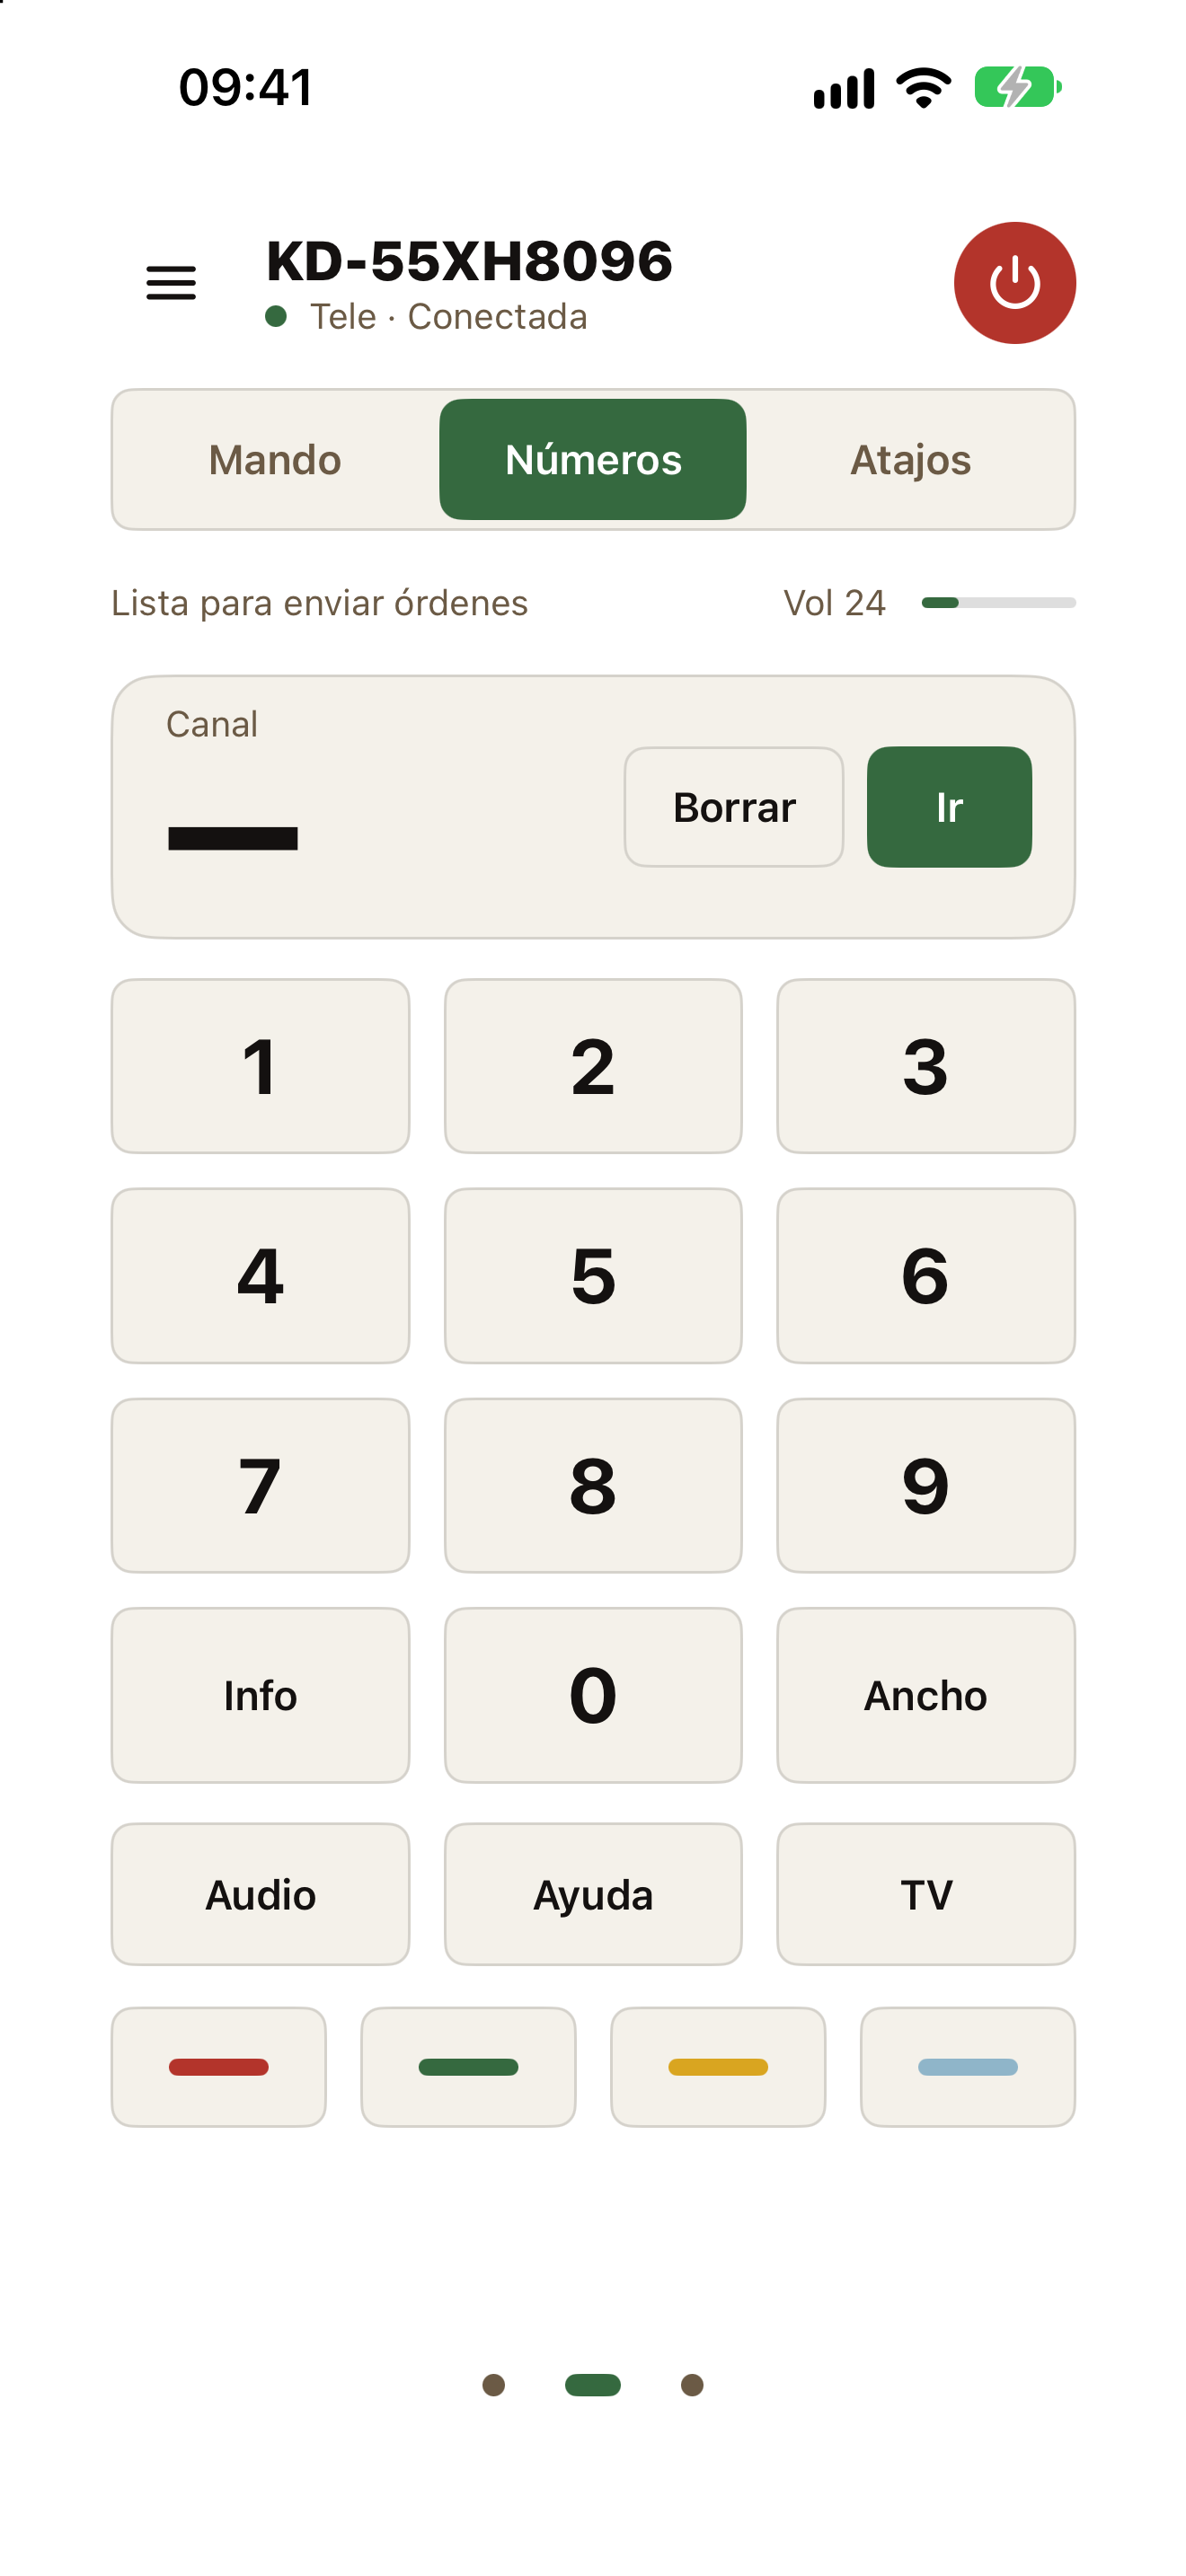 09:41
KD-55XH8096
Tele · Conectada
Mando Números Atajos
Lista para enviar órdenes Vol 24
Canal
—
Borrar Ir
1 2 3
4 5 6
7 8 9
Info 0 Ancho
Audio Ayuda TV